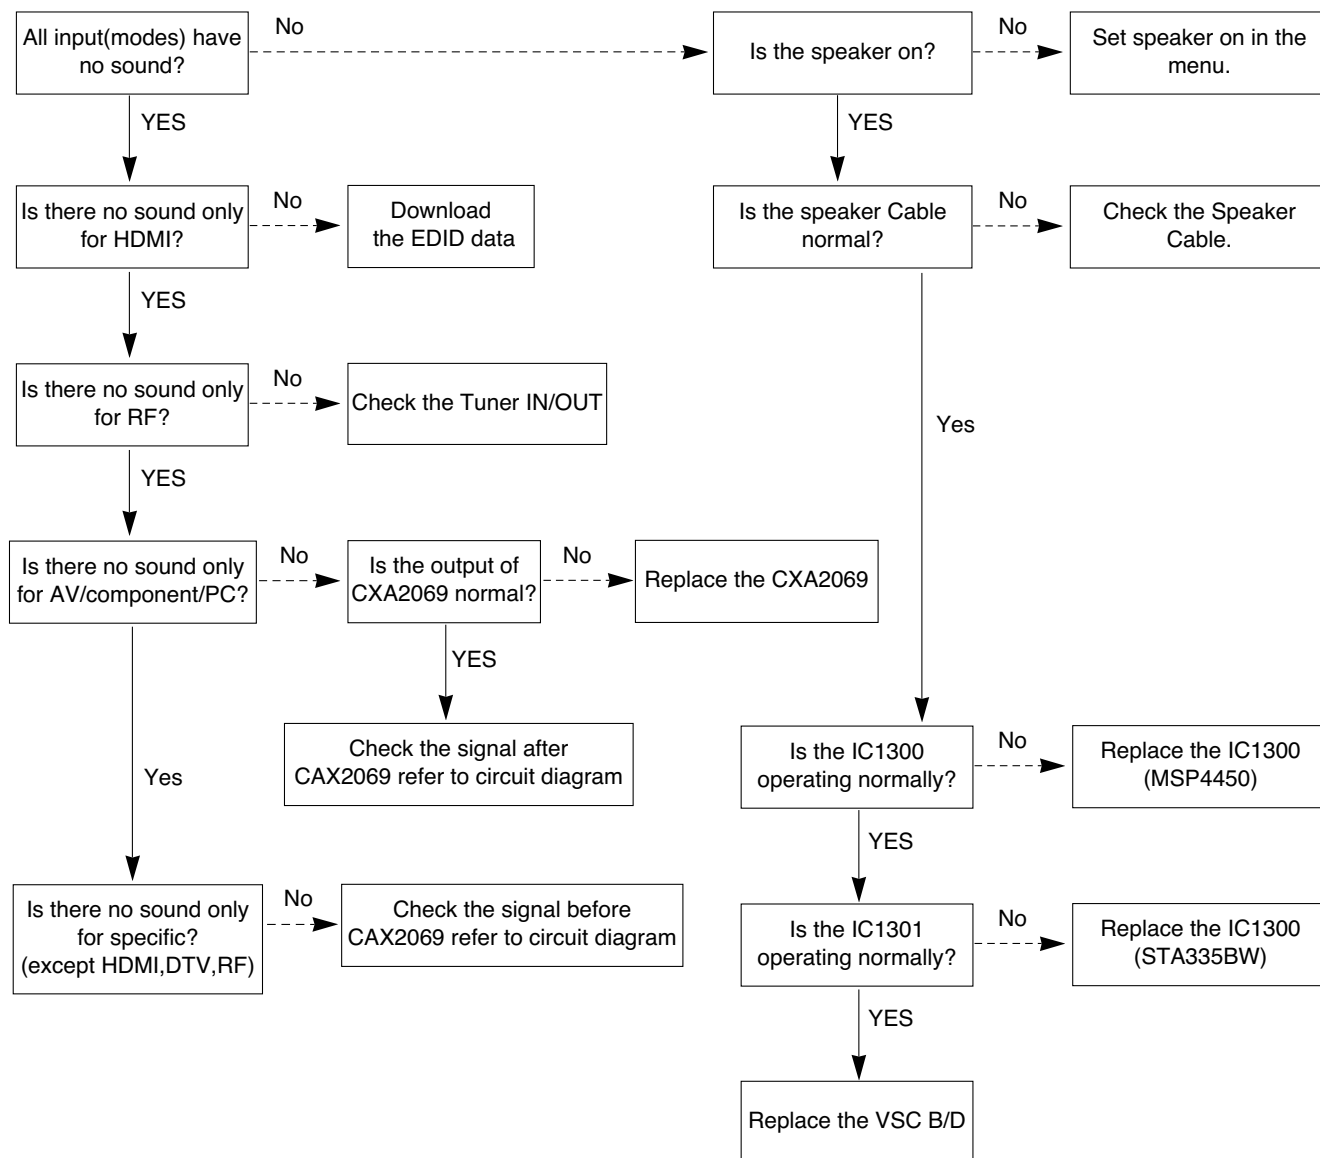 All input(modes) have
no sound?
No
Is the speaker on?
No
Set speaker on in the
menu.
YES
YES
Is there no sound only
for HDMI?
No
Download
the EDID data
Is the speaker Cable
normal?
No
Check the Speaker
Cable.
YES
Is there no sound only
for RF?
No
Check the Tuner IN/OUT
Yes
YES
Is there no sound only
for AV/component/PC?
No
Is the output of
CXA2069 normal?
No
Replace the CXA2069
YES
Check the signal after
CAX2069 refer to circuit diagram
Yes
Is the IC1300
operating normally?
No
Replace the IC1300
(MSP4450)
YES
Is there no sound only
for specific?
(except HDMI,DTV,RF)
No
Check the signal before
CAX2069 refer to circuit diagram
Is the IC1301
operating normally?
No
Replace the IC1300
(STA335BW)
YES
Replace the VSC B/D